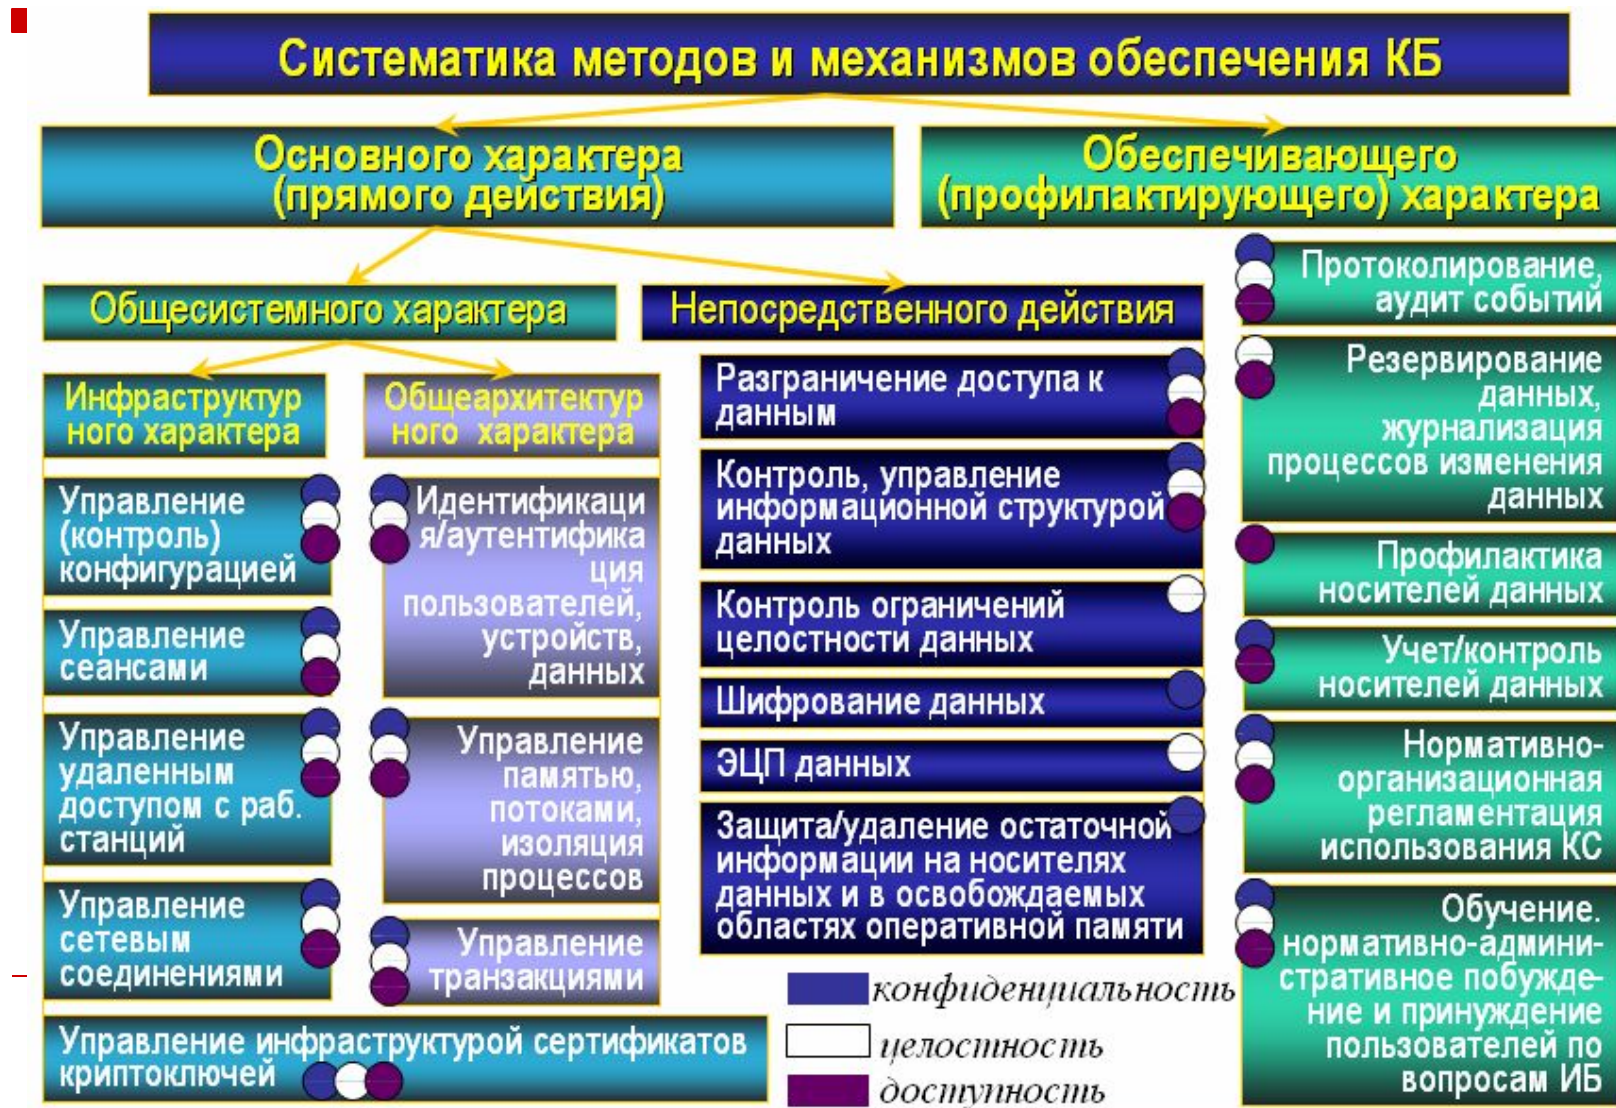 Систематика методов и механизмов обеспечения КБ
Основного характера
(прямого действия)
Обеспечивающего
(профилактирующего) характера
Общесистемного характера
Непосредственного действия
Инфраструктур
ного характера
Общеархитектур
ного характера
Управление
(контроль)
конфигурацией
Управление
сеансами
Управление
удаленным
доступом с раб.
станций
Управление
сетевым
соединениями
Управление инфраструктурой сертификатов
криптоключей
Идентификаци
я/аутентифика
ция
пользователей,
устройств,
данных
Управление
памятью,
потоками,
изоляция
процессов
Управление
транзакциями
Разграничение доступа к
данным
Контроль, управление
информационной структурой
данных
Контроль ограничений
целостности данных
Шифрование данных
ЭЦП данных
Защита/удаление остаточной
информации на носителях
данных и в освобождаемых
областях оперативной памяти
Протоколирование,
аудит событий
Резервирование
данных,
журнализация
процессов изменения
данных
Профилактика
носителей данных
Учет/контроль
носителей данных
Нормативно-
организационная
регламентация
использования КС
Обучение.
нормативно-админи-
стративное побужде-
ние и принуждение
пользователей по
вопросам ИБ
конфиденциальность
целостность
доступность